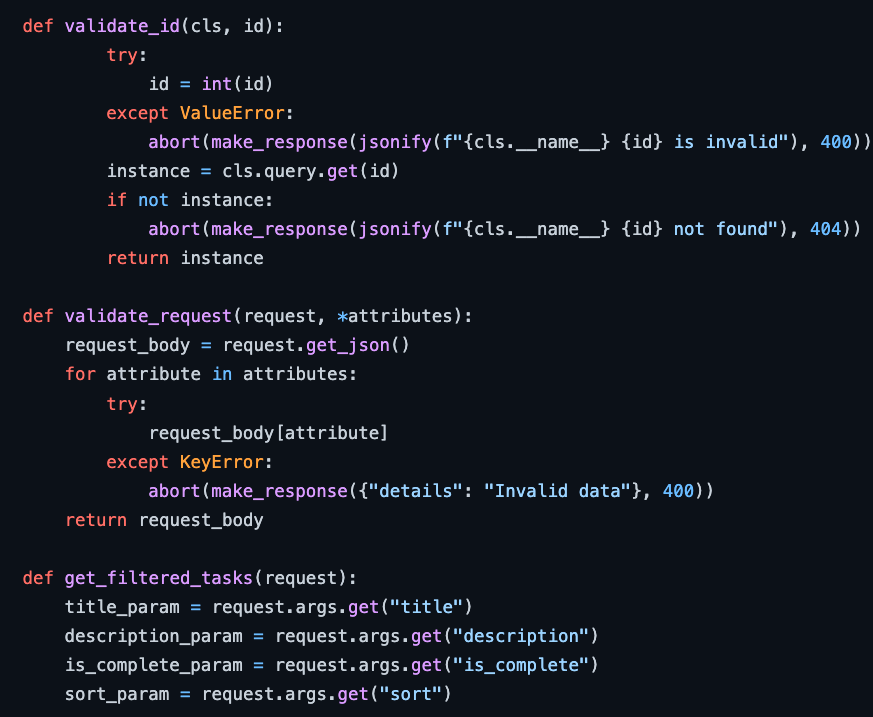 def validate_id(cls, id):
        try:
            id = int(id)
        except ValueError:
            abort(make_response(jsonify(f"{cls.__name__} {id} is invalid"), 400))
        instance = cls.query.get(id)
        if not instance:
            abort(make_response(jsonify(f"{cls.__name__} {id} not found"), 404))
        return instance

def validate_request(request, *attributes):
    request_body = request.get_json()
    for attribute in attributes:
        try:
            request_body[attribute]
        except KeyError:
            abort(make_response({"details": "Invalid data"}, 400))
    return request_body

def get_filtered_tasks(request):
    title_param = request.args.get("title")
    description_param = request.args.get("description")
    is_complete_param = request.args.get("is_complete")
    sort_param = request.args.get("sort")